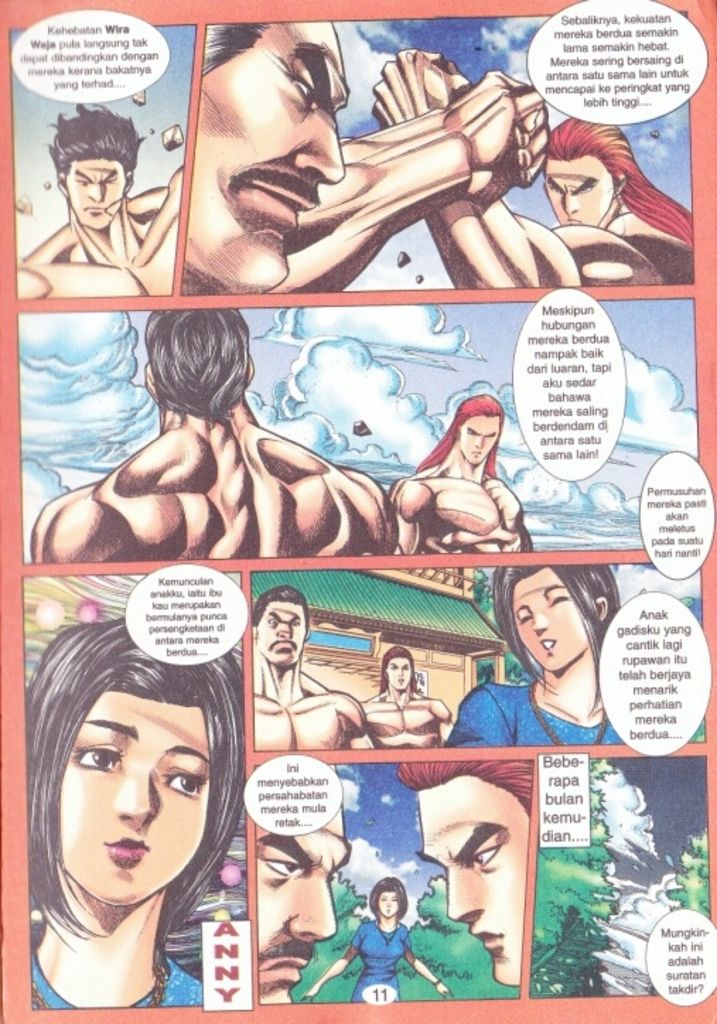 Kehebatan Wira
Waja pula langsung tak
dapat dibandingkan dengan
mereka kerana bakatnya
yang terhad....
Sebaliknya, kekuatan
mereka berdua semakin
lama semakin hebat.
Mereka sering bersaing di
antara satu sama lain untuk
mencapai ke peringkat yang
lebih tinggi....
Meskipun
hubungan
mereka berdua
nampak baik
dari luaran, tapi
aku sedar
bahawa
mereka saling
berdendam di
antara satu
sama lain!
Permusuhan
mereka pasti
akan
meletus
pada suatu
hari nanti!
Kemunculan
anakku, iaitu ibu
kau merupakan
bermulanya punca
persengketaan di
antara mereka
berdua....
Anak
gadisku yang
cantik lagi
rupawan itu
telah berjaya
menarik
perhatian
mereka
berdua....
ANNY
Ini
menyebabkan
persahabatan
mereka mula
retak....
Bebe-
rapa
bulan
kemu-
dian....
Mungkin-
kah ini
adalah
suratan
takdir?
11